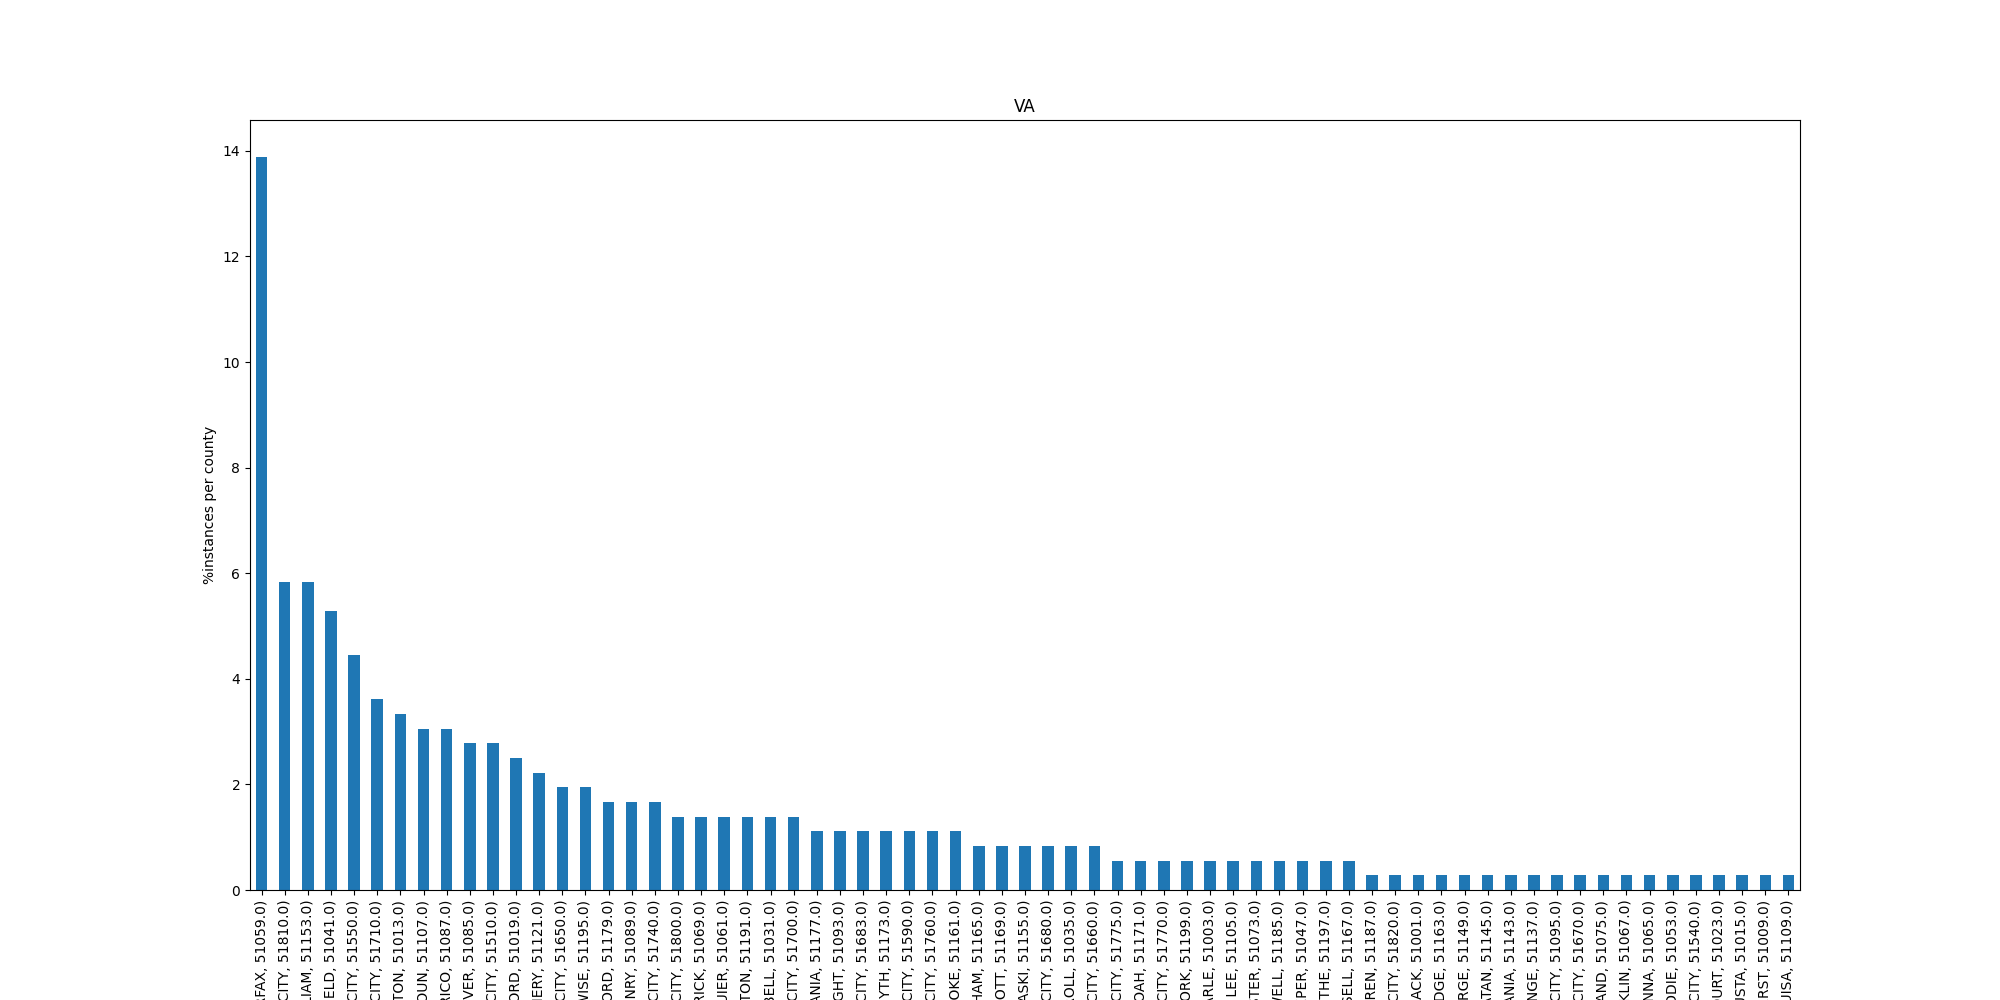 VA
%instances per county
14
12
10
8
6
4
2
0
51059.0)
CITY, 51810.0)
51153.0)
51041.0)
CITY, 51550.0)
CITY, 51710.0)
51013.0)
51107.0)
51087.0)
51085.0)
CITY, 51510.0)
51019.0)
51121.0)
CITY, 51650.0)
WISE, 51195.0)
51179.0)
51089.0)
CITY, 51740.0)
CITY, 51800.0)
51069.0)
51061.0)
51191.0)
51031.0)
CITY, 51700.0)
51177.0)
51093.0)
CITY, 51683.0)
51173.0)
CITY, 51590.0)
CITY, 51760.0)
51161.0)
51165.0)
51169.0)
51155.0)
CITY, 51680.0)
51035.0)
CITY, 51660.0)
CITY, 51775.0)
51171.0)
CITY, 51770.0)
51199.0)
51003.0)
LEE, 51105.0)
51073.0)
51185.0)
51047.0)
51197.0)
51167.0)
51187.0)
CITY, 51820.0)
51001.0)
51163.0)
51149.0)
51145.0)
51143.0)
51137.0)
CITY, 51095.0)
CITY, 51670.0)
51075.0)
51067.0)
51065.0)
51053.0)
CITY, 51540.0)
51023.0)
51015.0)
51009.0)
51109.0)